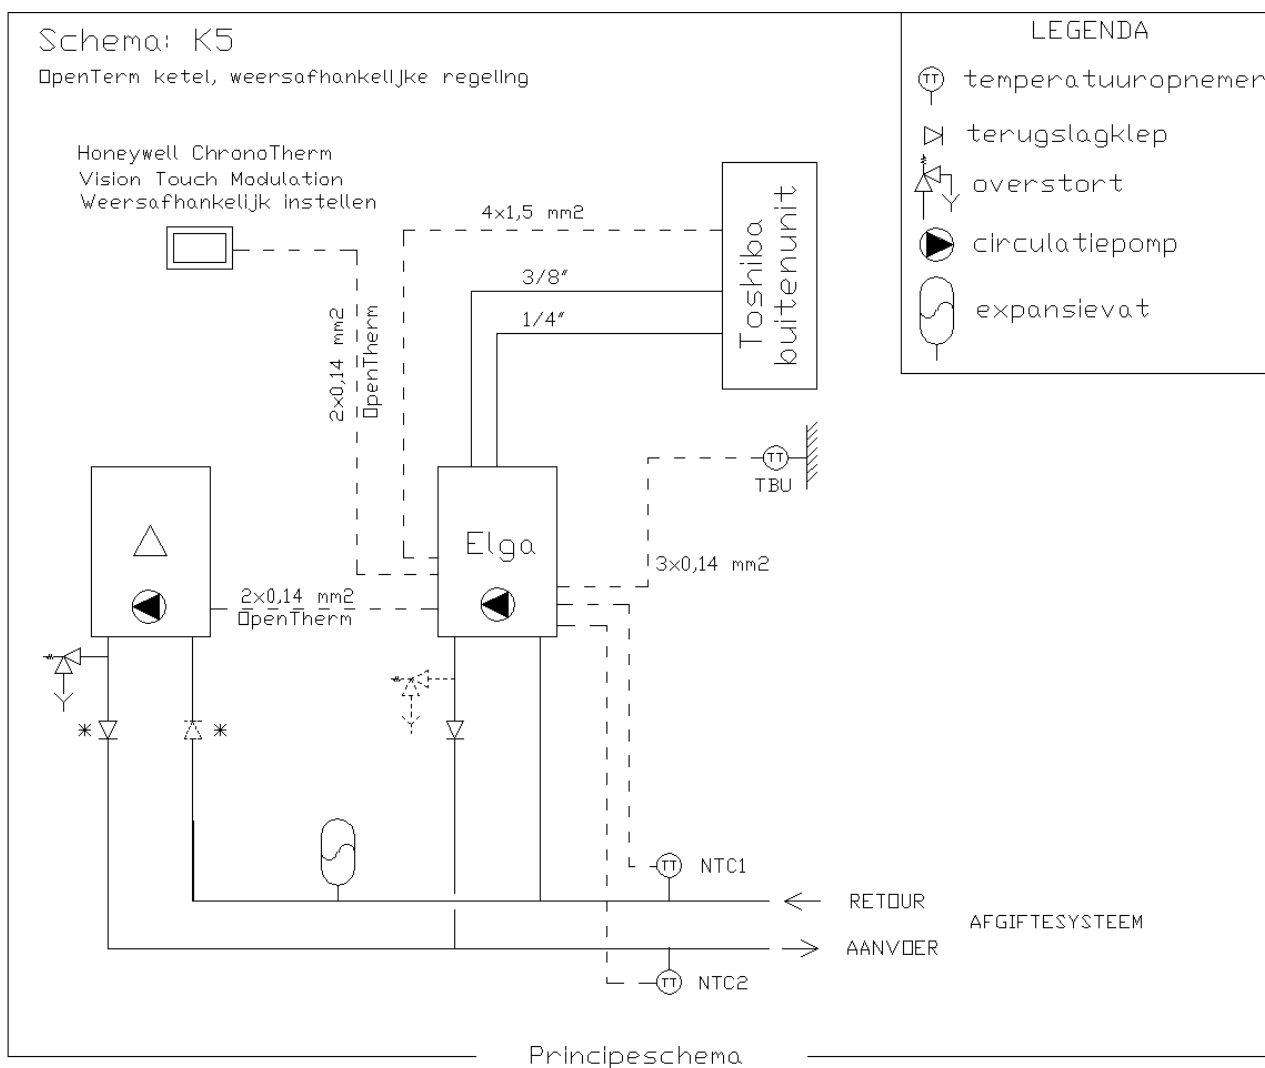 Schema: K5
OpenTerm ketel, weersafhankelijke regeling
LEGENDA
TT temperatuuropnemer
terugslagklep
overstort
circulatiepomp
expansievat
Honeywell ChronoTherm
Vision Touch Modulation
Weersafhankelijk instellen
4x1,5 mm2
3/8"
1/4"
Toshiba
buitenunit
2x0,14 mm2
OpenTherm
TT
TBU
Elga
3x0,14 mm2
2x0,14 mm2
OpenTherm
* *
TT NTC1
RETOUR
AFGIFTESYSTEEM
AANVOER
TT NTC2
Principeschema